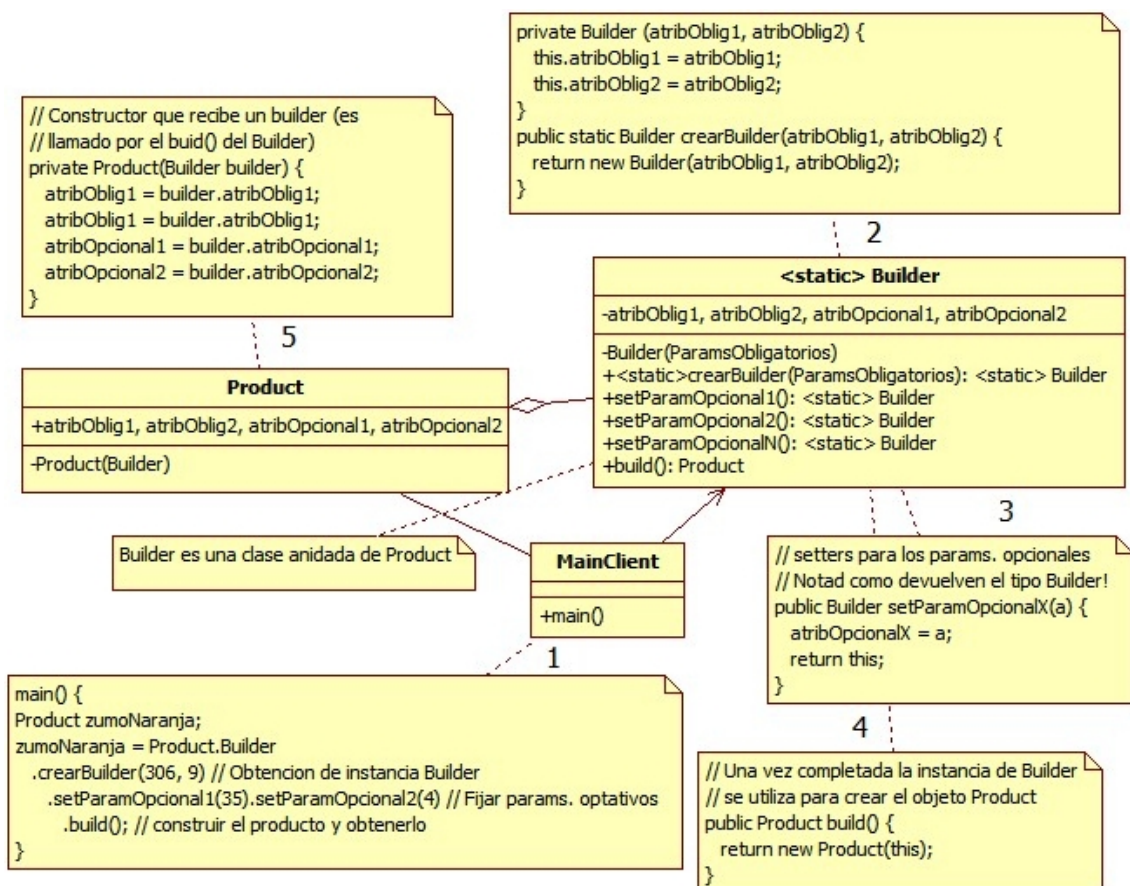 private Builder (atribOblig1, atribOblig2) {
this.atribOblig1 = atribOblig1;
this.atribOblig2 = atribOblig2;
}
public static Builder crearBuilder(atribOblig1, atribOblig2) {
return new Builder(atribOblig1, atribOblig2);
}
2
// Constructor que recibe un builder (es
// llamado por el buid() del Builder)
private Product(Builder builder) {
atribOblig1 = builder.atribOblig1;
atribOblig1 = builder.atribOblig1;
atribOpcional1 = builder.atribOpcional1;
atribOpcional2 = builder.atribOpcional2;
}
5
<static> Builder
-atribOblig1, atribOblig2, atribOpcional1, atribOpcional2
-Builder(ParamsObligatorios)
+<static>crearBuilder(ParamsObligatorios): <static> Builder
+setParamOpcional1(): <static> Builder
+setParamOpcional2(): <static> Builder
+setParamOpcionalN(): <static> Builder
+build(): Product
Product
+atribOblig1, atribOblig2, atribOpcional1, atribOpcional2
-Product(Builder)
Builder es una clase anidada de Product
MainClient
+main()
3
// setters para los params. opcionales
// Notad como devuelven el tipo Builder!
public Builder setParamOpcionalX(a) {
atribOpcionalX = a;
return this;
}
1
main() {
Product zumoNaranja;
zumoNaranja = Product.Builder
.crearBuilder(306, 9) // Obtencion de instancia Builder
.setParamOpcional1(35).setParamOpcional2(4) // Fijar params. optativos
.build(); // construir el producto y obtenerlo
}
4
// Una vez completada la instancia de Builder
// se utiliza para crear el objeto Product
public Product build() {
return new Product(this);
}